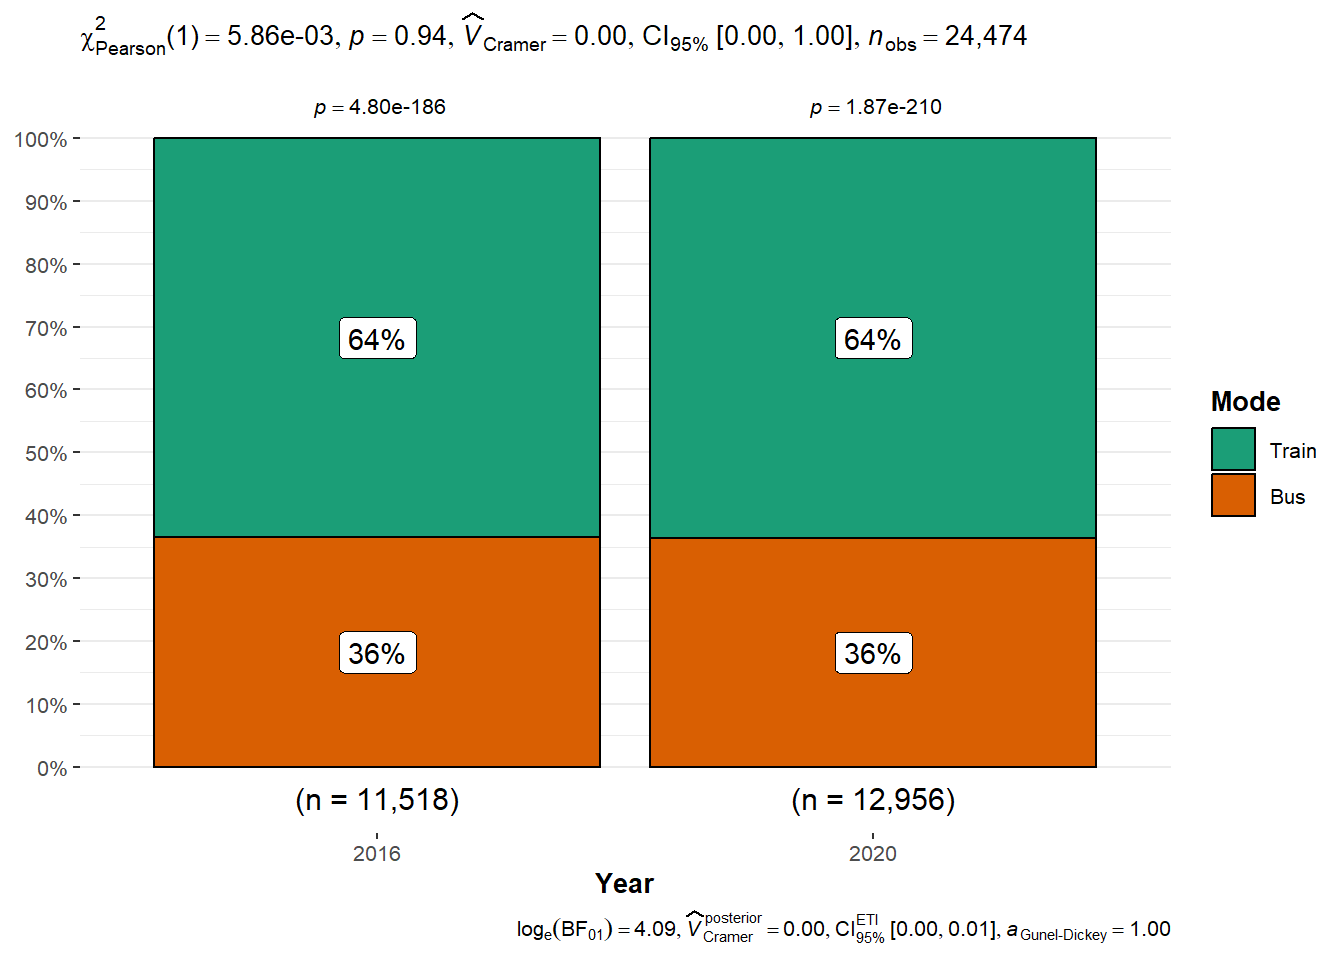 χ²Pearson(1) = 5.86e-03, p = 0.94, V̂Cramer = 0.00, CI95% [0.00, 1.00], nobs = 24,474
p = 4.80e-186 p = 1.87e-210
100%
90%
80%
70%
60%
50%
40%
30%
20%
10%
0%
64% 64%
36% 36%
Mode
Train
Bus
(n = 11,518) (n = 12,956)
2016 2020
Year
loge(BF01) = 4.09, V̂posteriorCramer = 0.00, CIETI95% [0.00, 0.01], aGunel-Dickey = 1.00